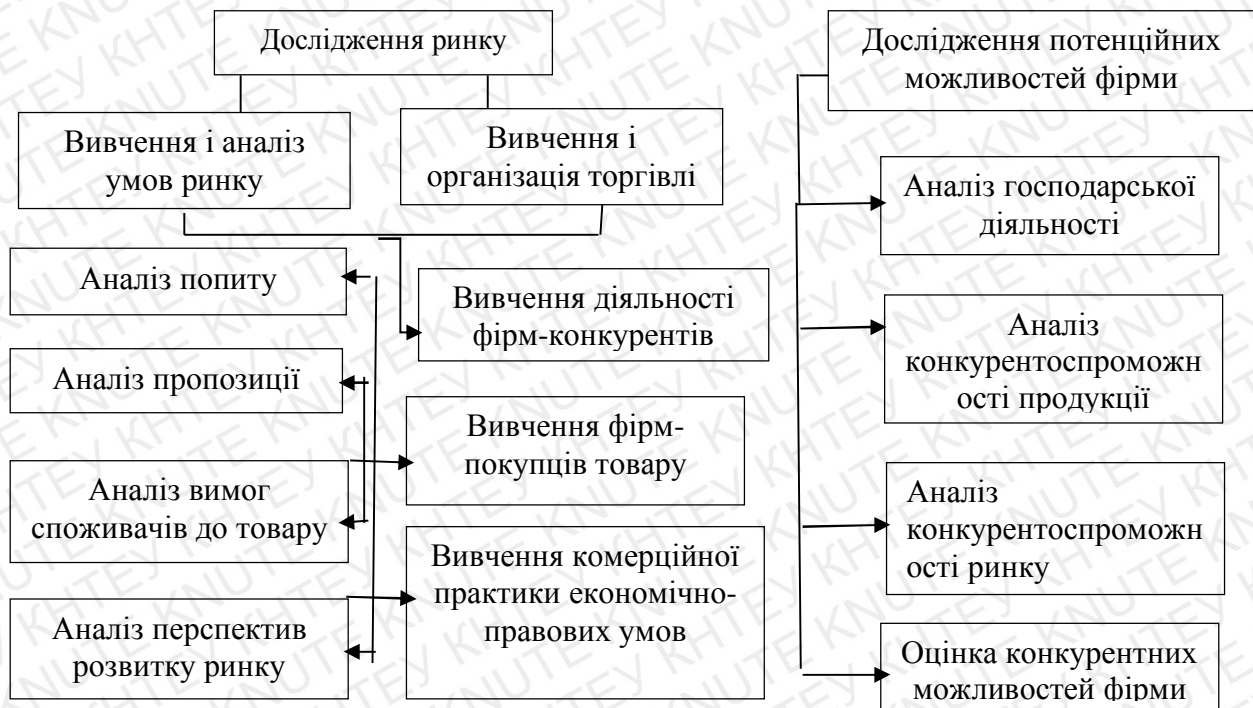 Дослідження ринку
Вивчення і аналіз
умов ринку
Вивчення і
організація торгівлі
Аналіз попиту
Аналіз пропозиції
Аналіз вимог
споживачів до товару
Аналіз перспектив
розвитку ринку
Вивчення діяльності
фірм-конкурентів
Вивчення фірм-
покупців товару
Вивчення комерційної
практики економічно-
правових умов
Дослідження потенційних
можливостей фірми
Аналіз господарської
діяльності
Аналіз
конкурентоспроможн
ості продукції
Аналіз
конкурентоспроможн
ості ринку
Оцінка конкурентних
можливостей фірми